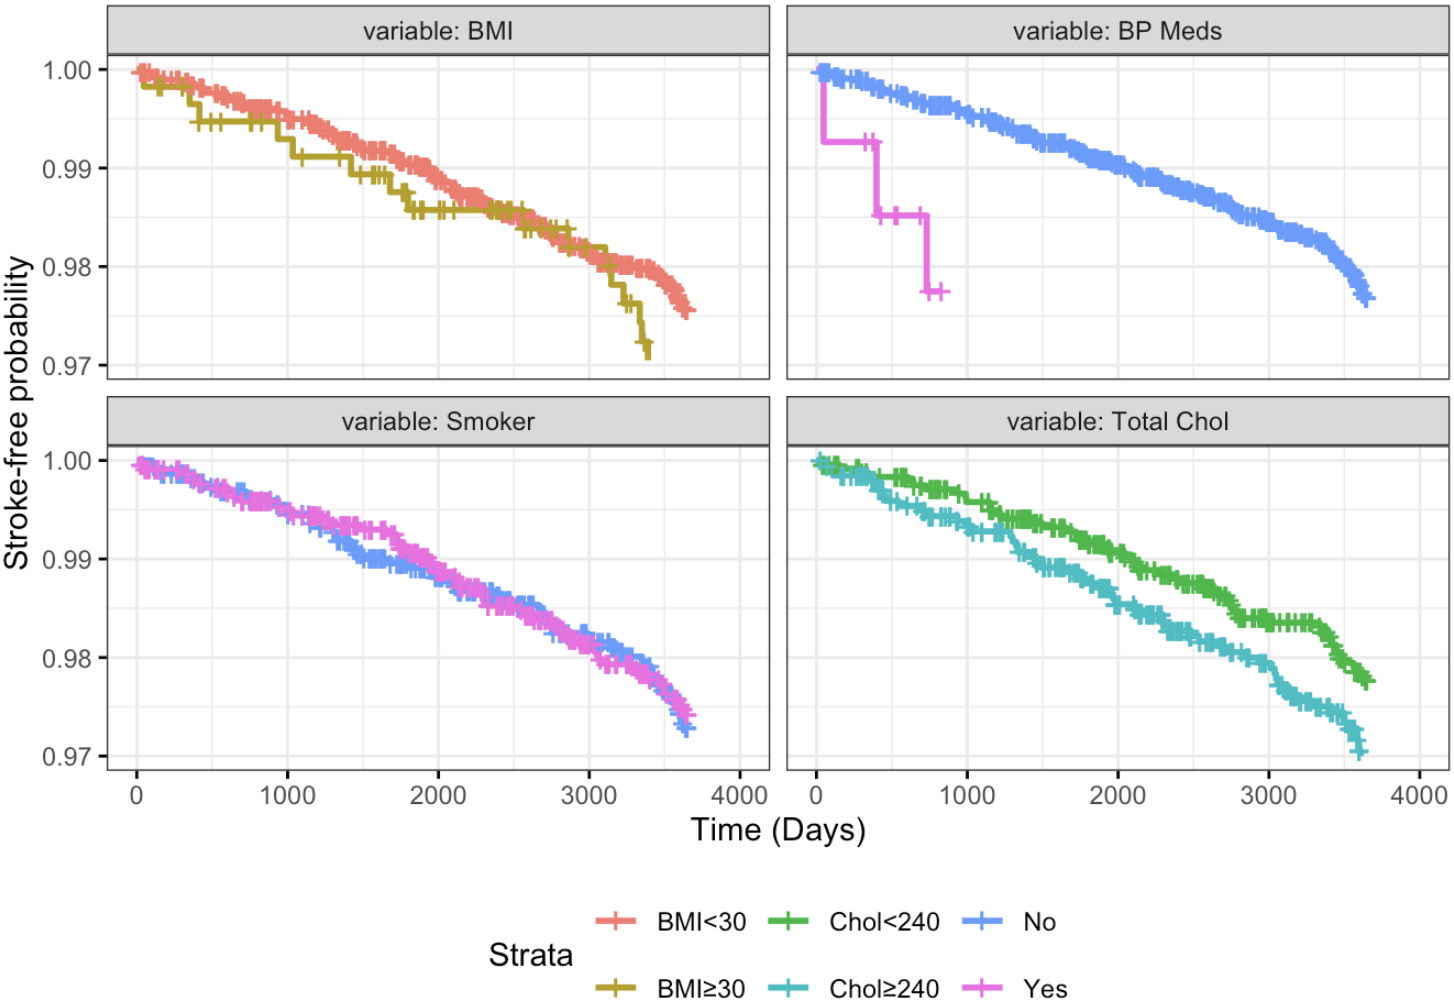 variable: BMI
variable: BP Meds
1.00
0.99
0.98
0.97
variable: Smoker
variable: Total Chol
1.00
0.99
0.98
0.97
Stroke-free probability
0 1000 2000 3000 4000
0 1000 2000 3000 4000
Time (Days)
Strata
BMI<30 Chol<240 No
BMI≥30 Chol≥240 Yes